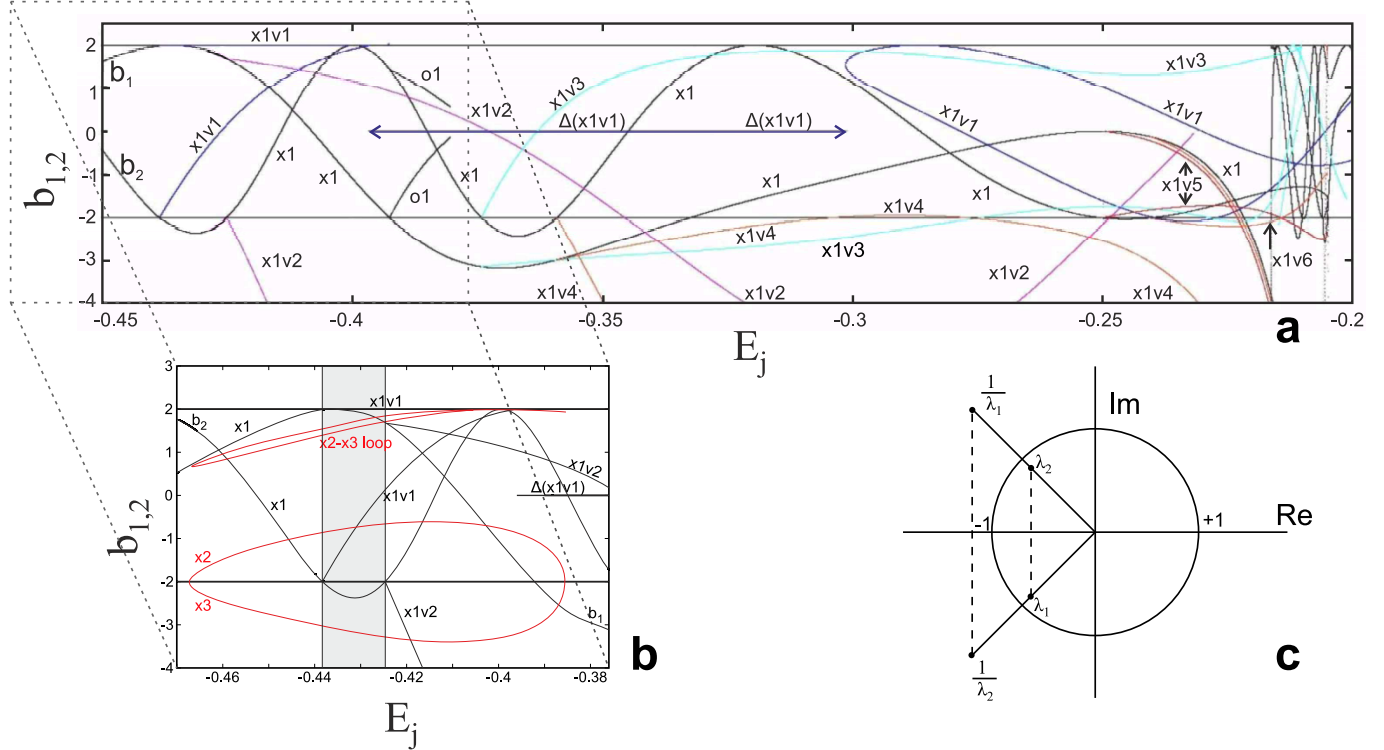 2
1
0
-1
-2
-3
-4
b1,2
x1v1
b1
b2
x1v1
x1
x1
x1v2
o1
o1
x1
x1v2
x1v3
Δ(x1v1)
Δ(x1v1)
x1
x1
x1v4
x1v4
x1v3
x1v4
x1v2
x1v1
x1v1
x1v3
x1
x1
x1v5
x1v2
x1v6
x1v4
-0.45
-0.4
-0.35
-0.3
-0.25
-0.2
Ej
a
3
2
1
0
-1
-2
-3
-4
b1,2
b2
x1
x1v1
x2-x3 loop
x1
x1v1
x1v2
Δ(x1v1)
x2
x3
x1v2
b1
-0.46
-0.44
-0.42
-0.4
-0.38
Ej
b
Im
Re
1
λ1
λ2
-1
+1
λ1
1
λ2
c